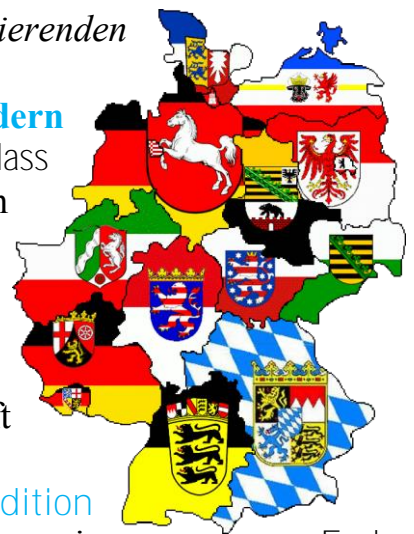 ierenden
dern
lass
n
ft
dition